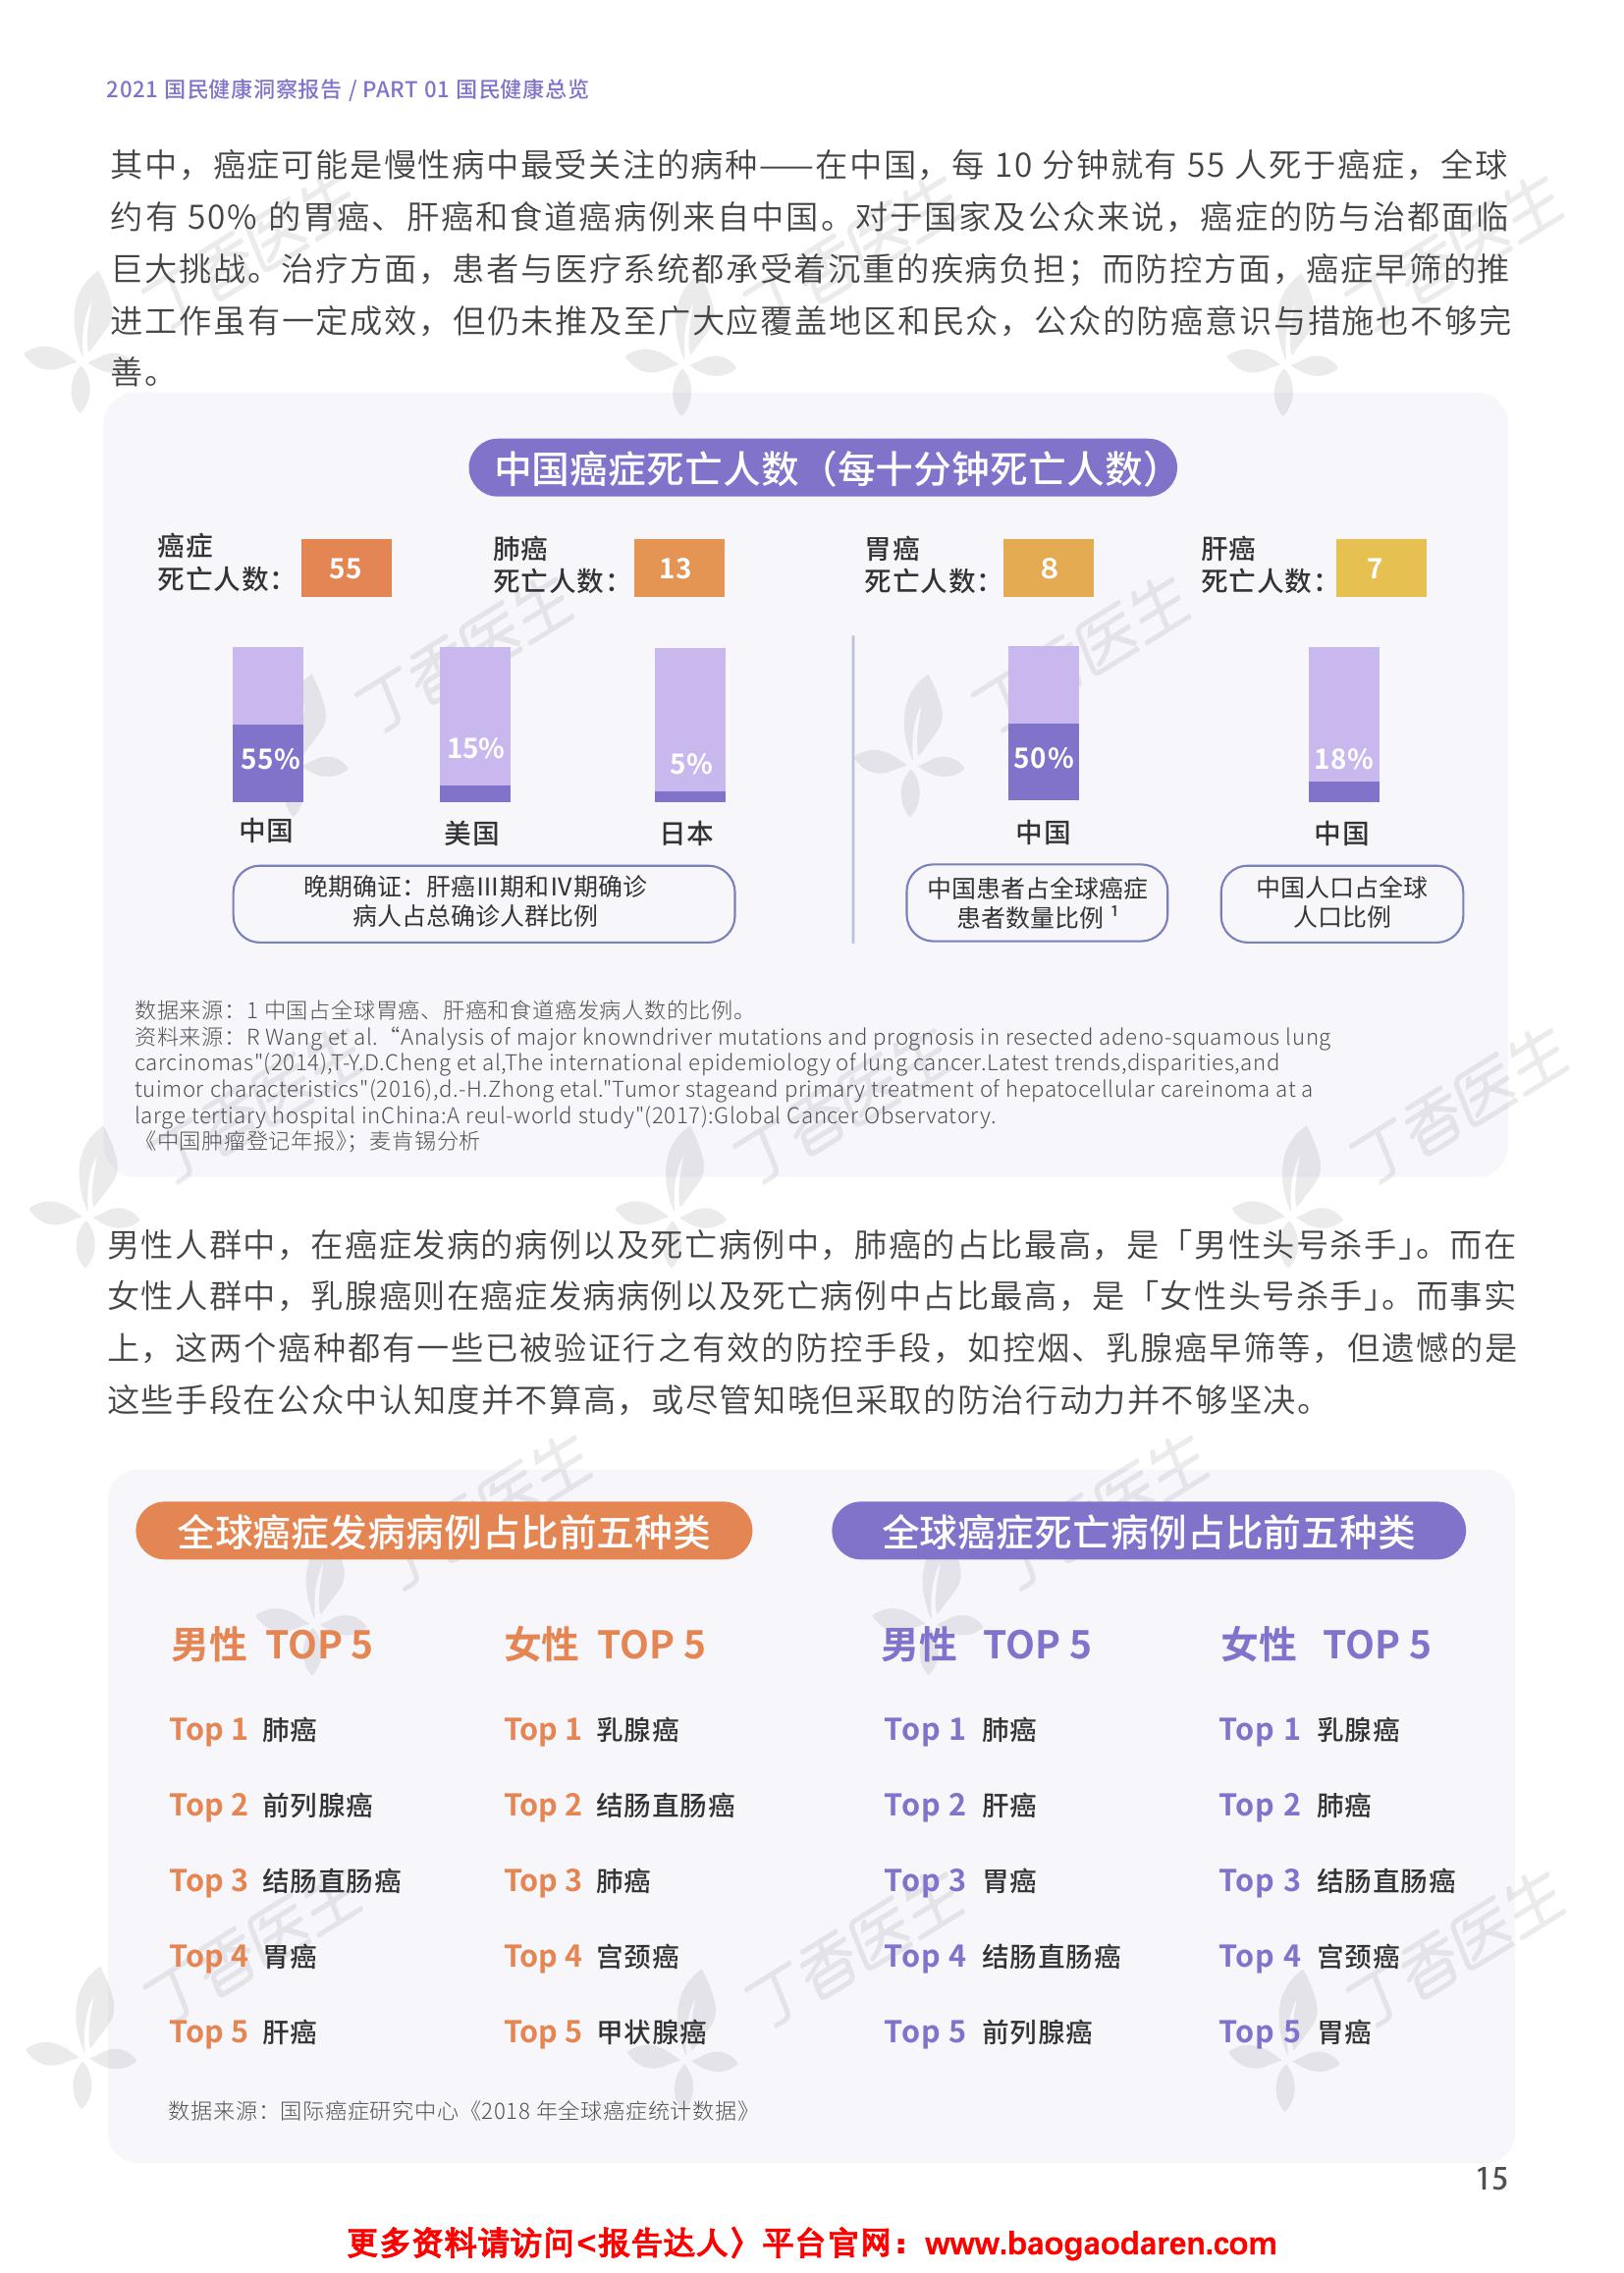 2021 国民健康洞察报告 / PART 01 国民健康总览
其中，癌症可能是慢性病中最受关注的病种——在中国，每 10 分钟就有 55 人死于癌症，全球
约有 50% 的胃癌、肝癌和食道癌病例来自中国。对于国家及公众来说，癌症的防与治都面临
巨大挑战。治疗方面，患者与医疗系统都承受着沉重的疾病负担；而防控方面，癌症早筛的推
进工作虽有一定成效，但仍未推及至广大应覆盖地区和民众，公众的防癌意识与措施也不够完
善。
中国癌症死亡人数（每十分钟死亡人数）
癌症
死亡人数： 55
肺癌
死亡人数： 13
胃癌
死亡人数： 8
肝癌
死亡人数： 7
55% 15% 5% 50% 18%
中国 美国 日本 中国 中国
晚期确证：肝癌III期和IV期确诊
病人占总确诊人群比例
中国患者占全球癌症
患者数量比例 1
中国人口占全球
人口比例
数据来源：1 中国占全球胃癌、肝癌和食道癌发病人数的比例。
资料来源：R Wang et al.“Analysis of major knowndriver mutations and prognosis in resected adeno-squamous lung
carcinomas"(2014),T-Y.D.Cheng et al,The international epidemiology of lung cancer.Latest trends,disparities,and
tuimor characteristics"(2016),d.-H.Zhong etal."Tumor stageand primary treatment of hepatocellular careinoma at a
large tertiary hospital inChina:A reul-world study"(2017):Global Cancer Observatory.
《中国肿瘤登记年报》；麦肯锡分析
男性人群中，在癌症发病的病例以及死亡病例中，肺癌的占比最高，是「男性头号杀手」。而在
女性人群中，乳腺癌则在癌症发病病例以及死亡病例中占比最高，是「女性头号杀手」。而事实
上，这两个癌种都有一些已被验证行之有效的防控手段，如控烟、乳腺癌早筛等，但遗憾的是
这些手段在公众中认知度并不算高，或尽管知晓但采取的防治行动力并不够坚决。
全球癌症发病病例占比前五种类 全球癌症死亡病例占比前五种类
男性 TOP 5 女性 TOP 5 男性 TOP 5 女性 TOP 5
Top 1 肺癌 Top 1 乳腺癌 Top 1 肺癌 Top 1 乳腺癌
Top 2 前列腺癌 Top 2 结肠直肠癌 Top 2 肝癌 Top 2 肺癌
Top 3 结肠直肠癌 Top 3 肺癌 Top 3 胃癌 Top 3 结肠直肠癌
Top 4 胃癌 Top 4 宫颈癌 Top 4 结肠直肠癌 Top 4 宫颈癌
Top 5 肝癌 Top 5 甲状腺癌 Top 5 前列腺癌 Top 5 胃癌
数据来源：国际癌症研究中心《2018 年全球癌症统计数据》
15
更多资料请访问<报告达人〉平台官网：www.baogaodaren.com
丁香医生